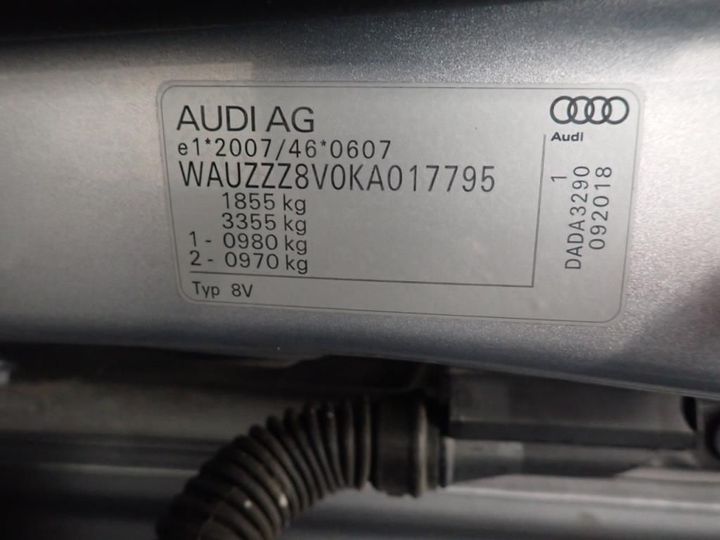 AUDI AG
Audi
e1*2007/46*0607
WAUZZZ8V0KA017795
1855 kg
3355 kg
1 - 0980 kg
2 - 0970 kg
Typ 8V
1
DADA3290
092018